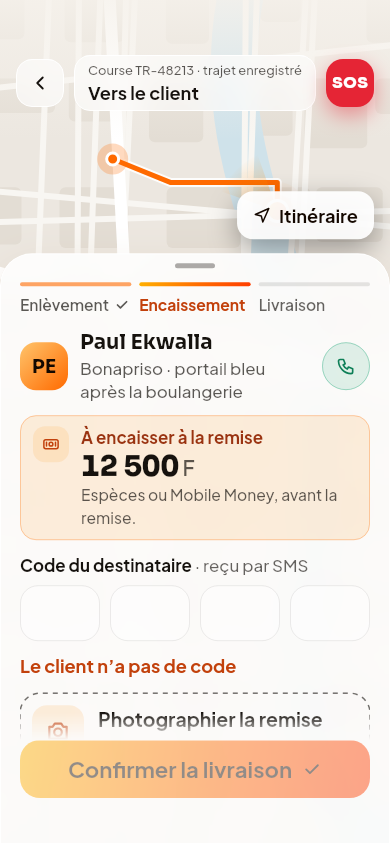 Course TR-48213 · trajet enregistré
Vers le client
SOS
Itinéraire
Enlèvement
Encaissement
Livraison
PE
Paul Ekwalla
Bonapriso · portail bleu
après la boulangerie
À encaisser à la remise
12 500 F
Espèces ou Mobile Money, avant la
remise.
Code du destinataire · reçu par SMS
Le client n’a pas de code
Photographier la remise
Confirmer la livraison